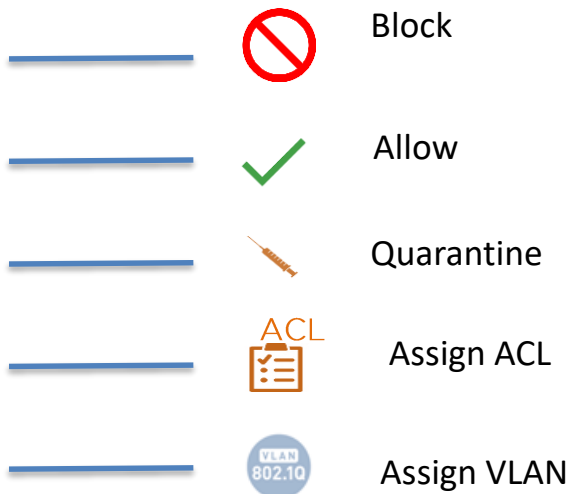 Block
Allow
Quarantine
ACL
Assign ACL
VLAN
802.1Q
Assign VLAN